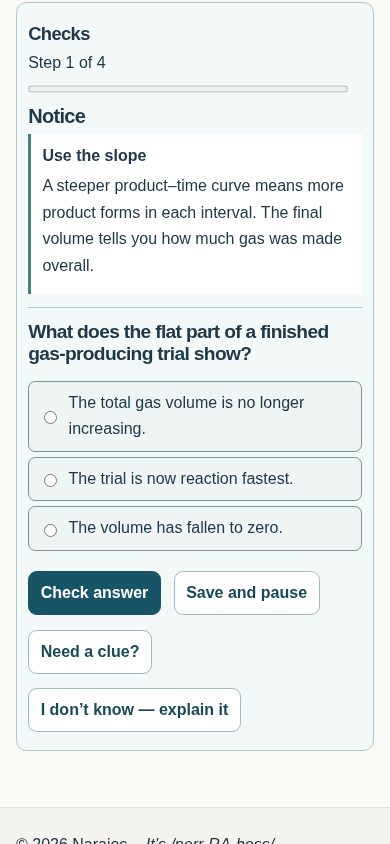 Checks
Step 1 of 4
Notice
Use the slope
A steeper product–time curve means more
product forms in each interval. The final
volume tells you how much gas was made
overall.
What does the flat part of a finished
gas-producing trial show?
The total gas volume is no longer
increasing.
The trial is now reaction fastest.
The volume has fallen to zero.
Check answer
Save and pause
Need a clue?
I don’t know — explain it